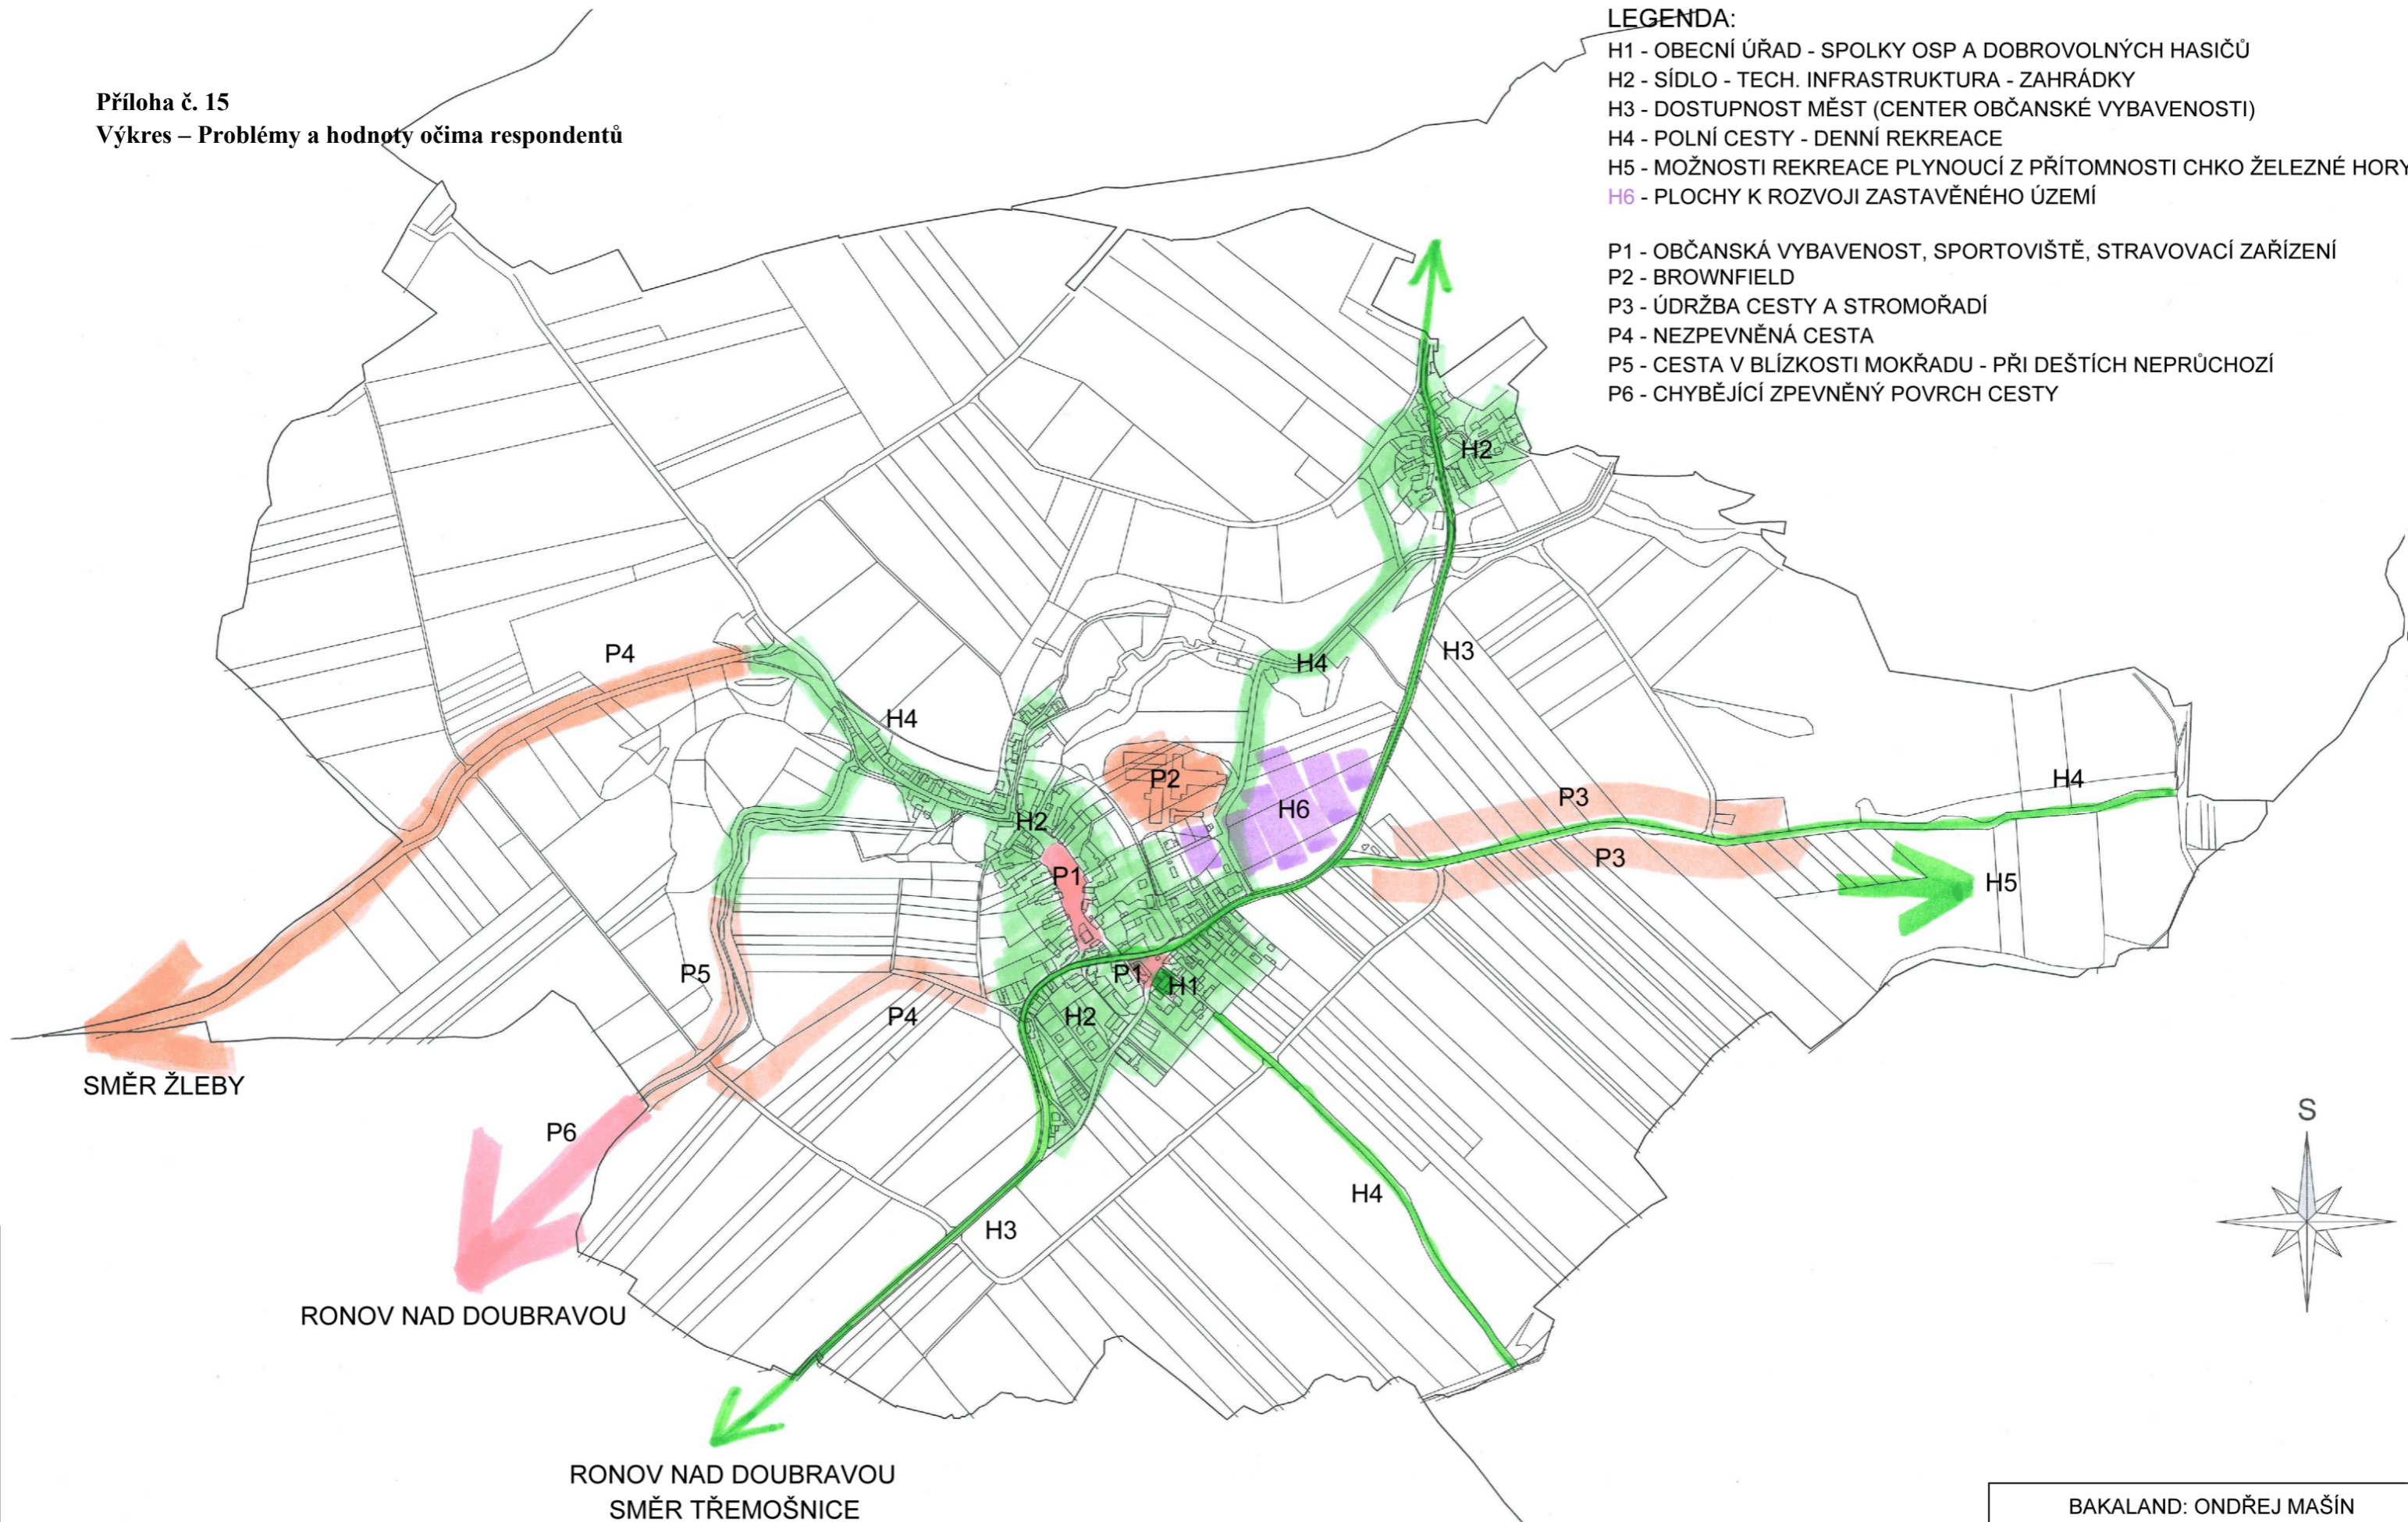 Příloha č. 15
Výkres – Problémy a hodnoty očima respondentů
LEGENDA:
H1 - OBECNÍ ÚŘAD - SPOLKY OSP A DOBROVOLNÝCH HASIČŮ
H2 - SÍDLO - TECH. INFRASTRUKTURA - ZAHRÁDKY
H3 - DOSTUPNOST MĚST (CENTER OBČANSKÉ VYBAVENOSTI)
H4 - POLNÍ CESTY - DENNÍ REKREACE
H5 - MOŽNOSTI REKREACE PLYNOUCÍ Z PŘÍTOMNOSTI CHKO ŽELEZNÉ HORY
H6 - PLOCHY K ROZVOJI ZASTAVĚNÉHO ÚZEMÍ
P1 - OBČANSKÁ VYBAVENOST, SPORTOVIŠTĚ, STRAVOVACÍ ZAŘÍZENÍ
P2 - BROWNFIELD
P3 - ÚDRŽBA CESTY A STROMOŘADÍ
P4 - NEZPEVNĚNÁ CESTA
P5 - CESTA V BLÍZKOSTI MOKŘADU - PŘI DEŠTÍCH NEPRŮCHOZÍ
P6 - CHYBĚJÍCÍ ZPEVNĚNÝ POVRCH CESTY
H2
P4
H4
H3
H4
P2
H4
H6
P3
H2
P3
P1
H5
P5
P1
H1
P4
H2
SMĚR ŽLEBY
S
P6
H4
H3
RONOV NAD DOUBRAVOU
RONOV NAD DOUBRAVOU
SMĚR TŘEMOŠNICE
BAKALAND: ONDŘEJ MAŠÍN